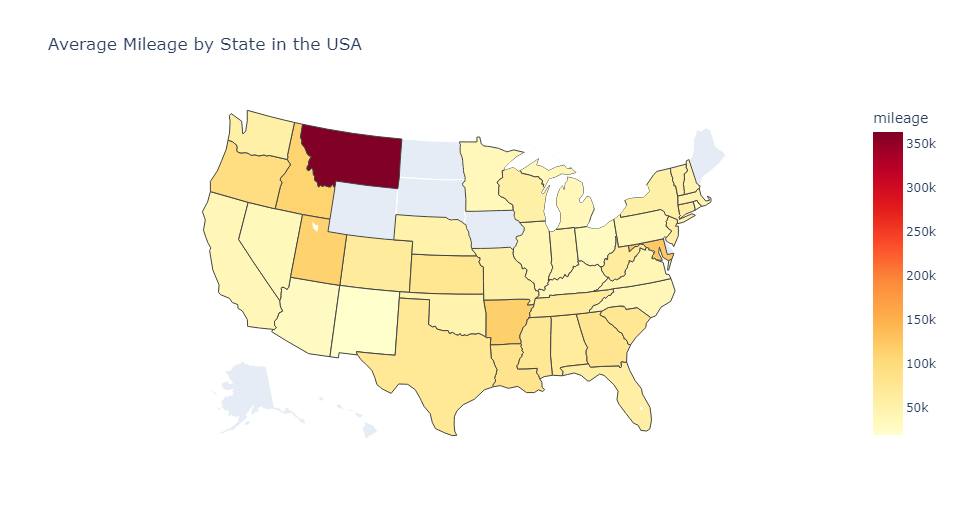 Average Mileage by State in the USA
mileage
350k
300k
250k
200k
150k
100k
50k